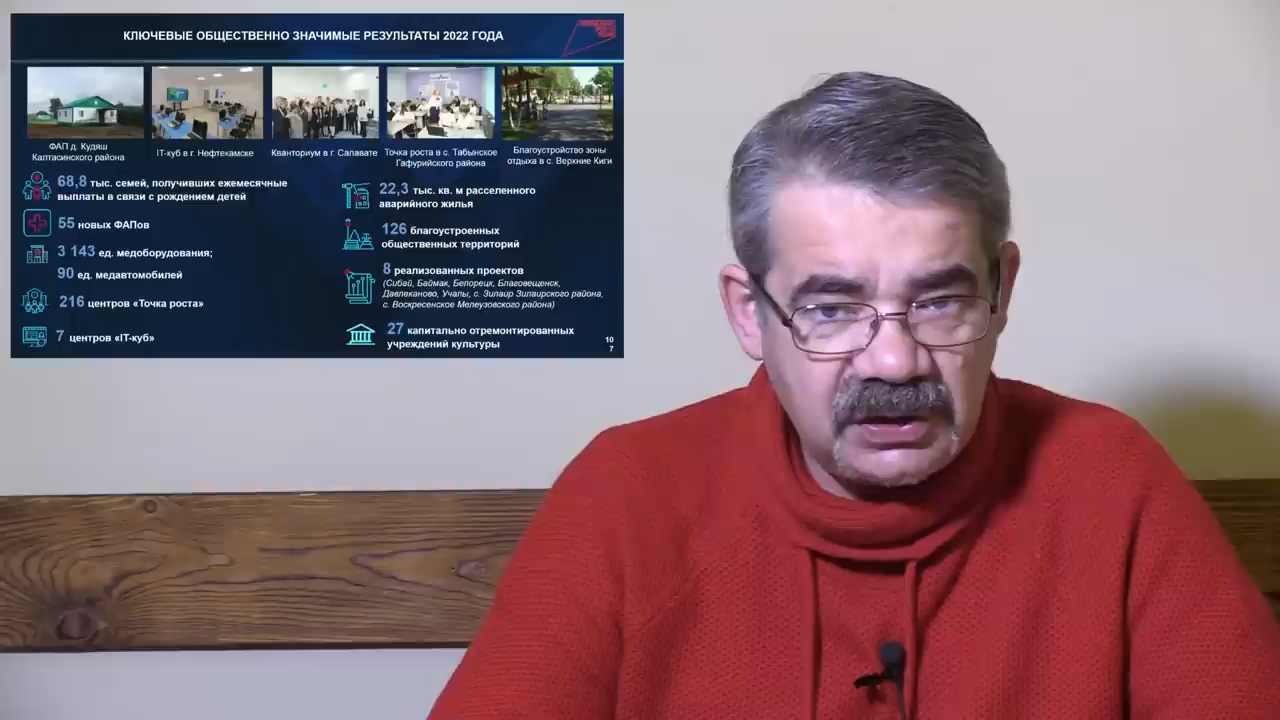 КЛЮЧЕВЫЕ ОБЩЕСТВЕННО ЗНАЧИМЫЕ РЕЗУЛЬТАТЫ 2022 ГОДА
ФАП д. Кудяш
Калтасинского района
IT-куб в г. Нефтекамске
Кванториум в г. Салавате
Точка роста в с. Табынское
Гафурийского района
Благоустройство зоны
отдыха в с. Верхние Киги
68,8 тыс. семей, получивших ежемесячные
выплаты в связи с рождением детей
55 новых ФАПов
3 143 ед. медоборудования;
90 ед. медавтомобилей
216 центров «Точка роста»
7 центров «IT-куб»
22,3 тыс. кв. м расселенного
аварийного жилья
126 благоустроенных
общественных территорий
8 реализованных проектов
(Сибай, Баймак, Белорецк, Благовещенск,
Давлеканово, Учалы, с. Зилаир Зилаирского района,
с. Воскресенское Мелеузовского района)
27 капитально отремонтированных
учреждений культуры
10
7